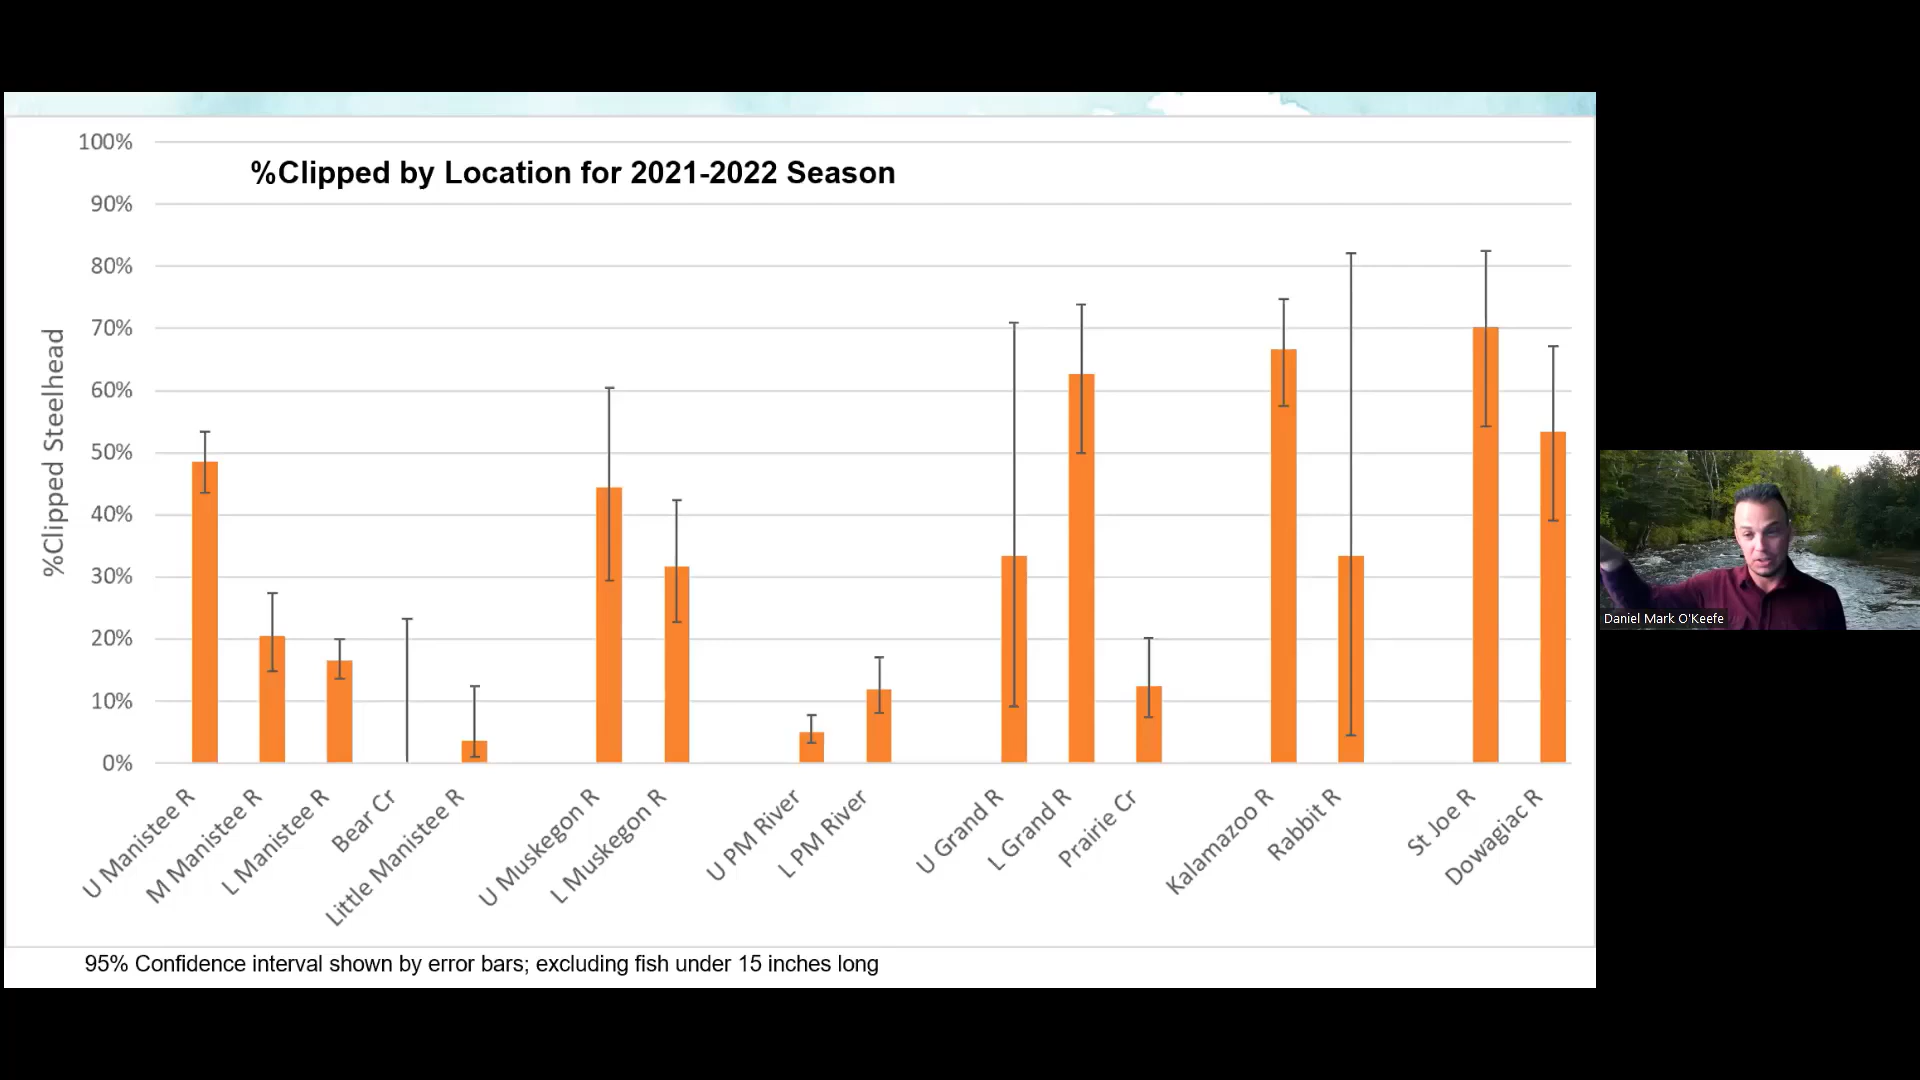 %Clipped by Location for 2021-2022 Season
100%
90%
80%
70%
60%
50%
40%
30%
20%
10%
0%
%Clipped Steelhead
U Manistee R
M Manistee R
L Manistee R
Bear Cr
Little Manistee R
U Muskegon R
L Muskegon R
U PM River
L PM River
U Grand R
L Grand R
Prairie Cr
Kalamazoo R
Rabbit R
St Joe R
Dowagiac R
95% Confidence interval shown by error bars; excluding fish under 15 inches long
Daniel Mark O'Keefe